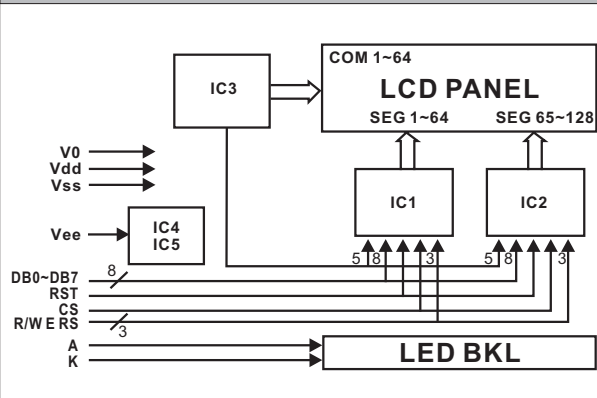 COM 1~64
IC3
LCD PANEL
SEG 1~64
SEG 65~128
V0
Vdd
Vss
IC1
IC2
Vee
IC4
IC5
5
8
3
5
8
3
DB0~DB7
8
RST
CS
R/W E RS
3
A
K
LED BKL